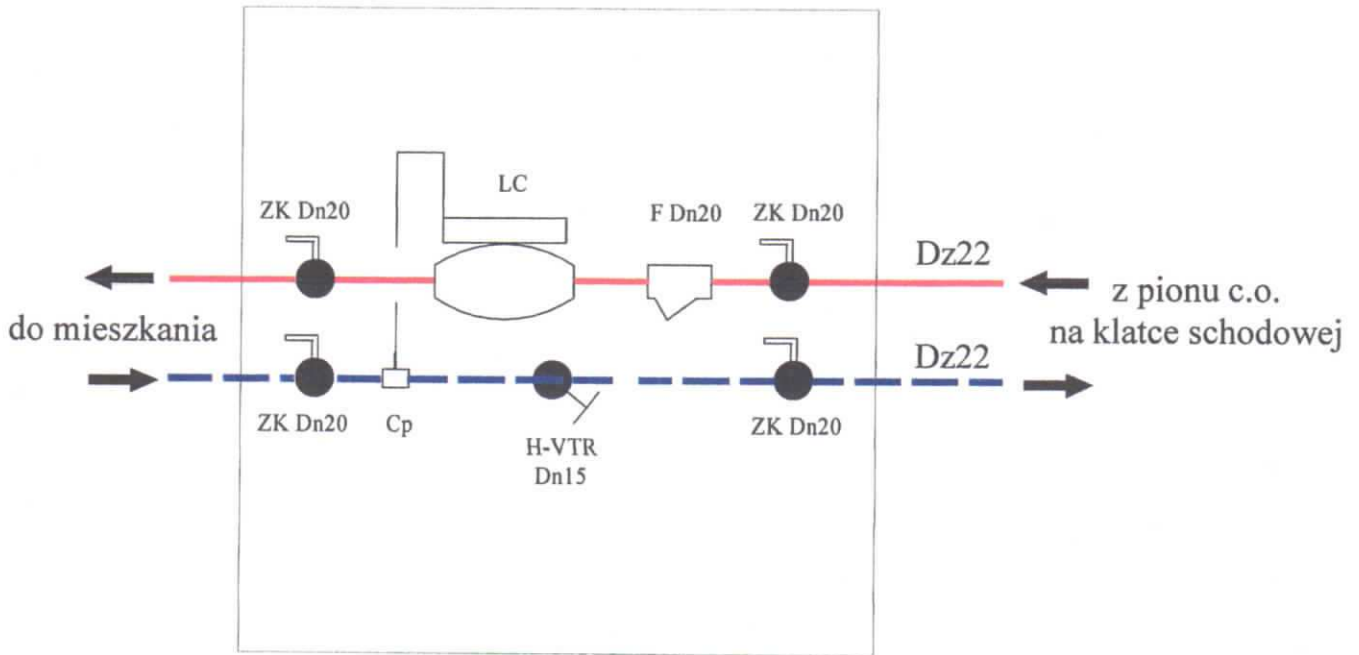 LC
ZK Dn20
F Dn20
ZK Dn20
Dz22
z pionu c.o.
na klatce schodowej
do mieszkania
Dz22
ZK Dn20
Cp
H-VTR
Dn15
ZK Dn20